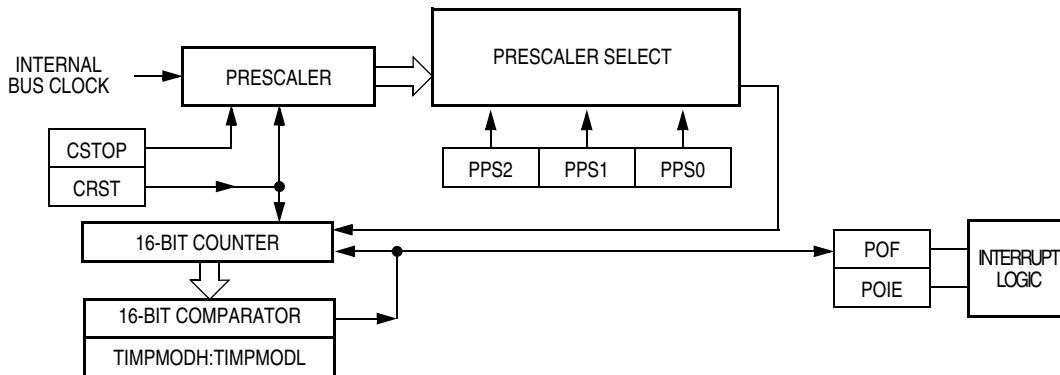 INTERNAL
BUS CLOCK
PRESCALER
PRESCALER SELECT
CSTOP
CRST
PPS2
PPS1
PPS0
16-BIT COUNTER
POF
POIE
INTERRUPT
LOGIC
16-BIT COMPARATOR
TIMPMODH:TIMPMODL